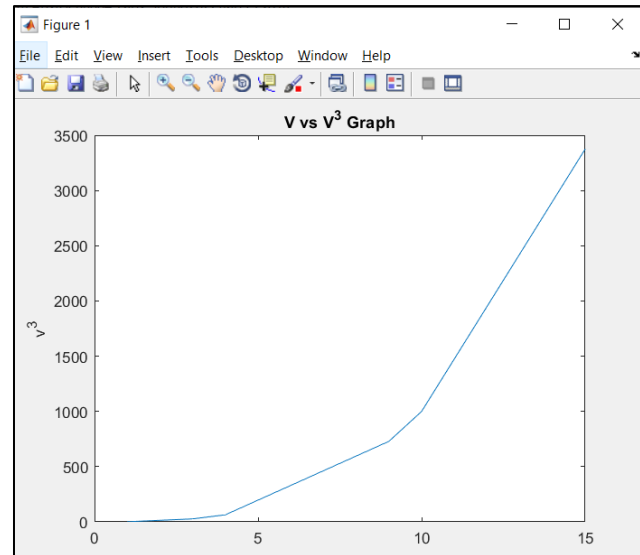 Figure 1
File Edit View Insert Tools Desktop Window Help
V vs V³ Graph
3500
3000
2500
2000
1500
1000
500
0
v³
0 5 10 15